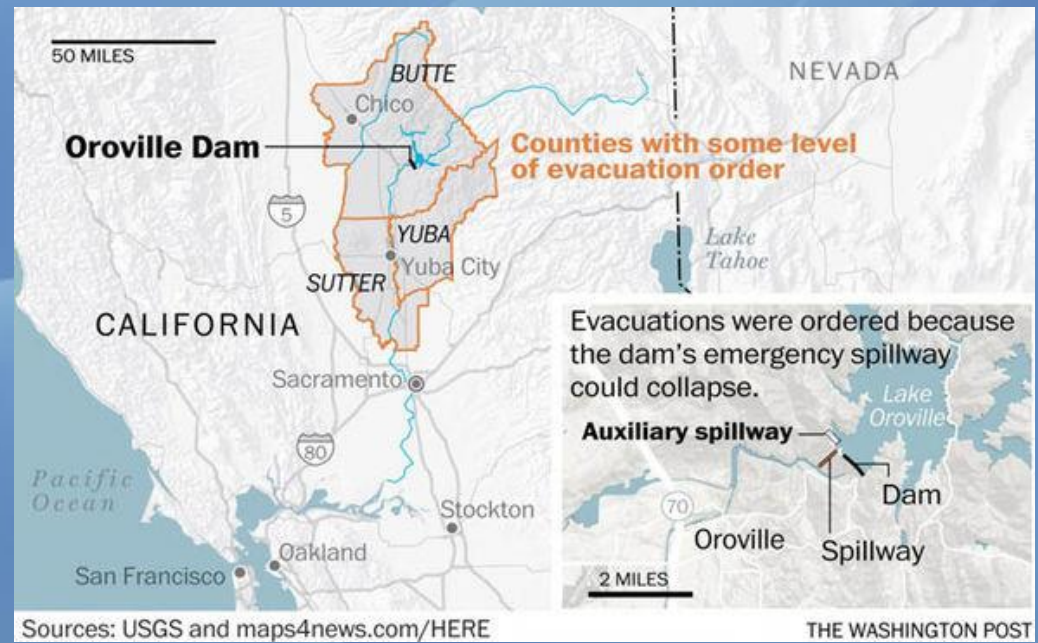 50 MILES
BUTTE
NEVADA
Chico
Oroville Dam
Counties with some level
of evacuation order
5
YUBA
Lake
Tahoe
Yuba City
SUTTER
CALIFORNIA
Sacramento
80
Pacific
Ocean
Stockton
Oakland
San Francisco
Evacuations were ordered because
the dam's emergency spillway
could collapse.
Lake
Oroville
Auxiliary spillway
Dam
70
Oroville
Spillway
2 MILES
Sources: USGS and maps4news.com/HERE
THE WASHINGTON POST